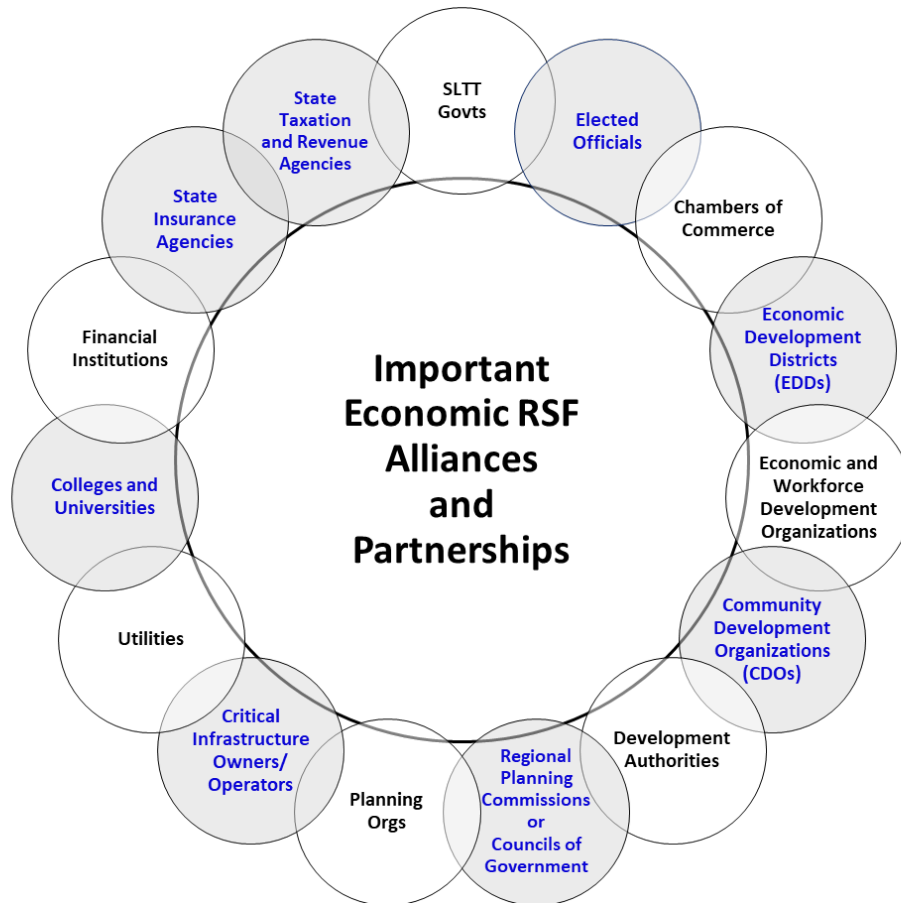 Important
Economic RSF
Alliances
and
Partnerships
SLTT
Govts
Elected
Officials
Chambers of
Commerce
Economic
Development
Districts
(EDDs)
Economic and
Workforce
Development
Organizations
Community
Development
Organizations
(CDOs)
Development
Authorities
Regional
Planning
Commissions
or
Councils of
Government
Planning
Orgs
Critical
Infrastructure
Owners/
Operators
Utilities
Colleges and
Universities
Financial
Institutions
State
Insurance
Agencies
State
Taxation
and Revenue
Agencies